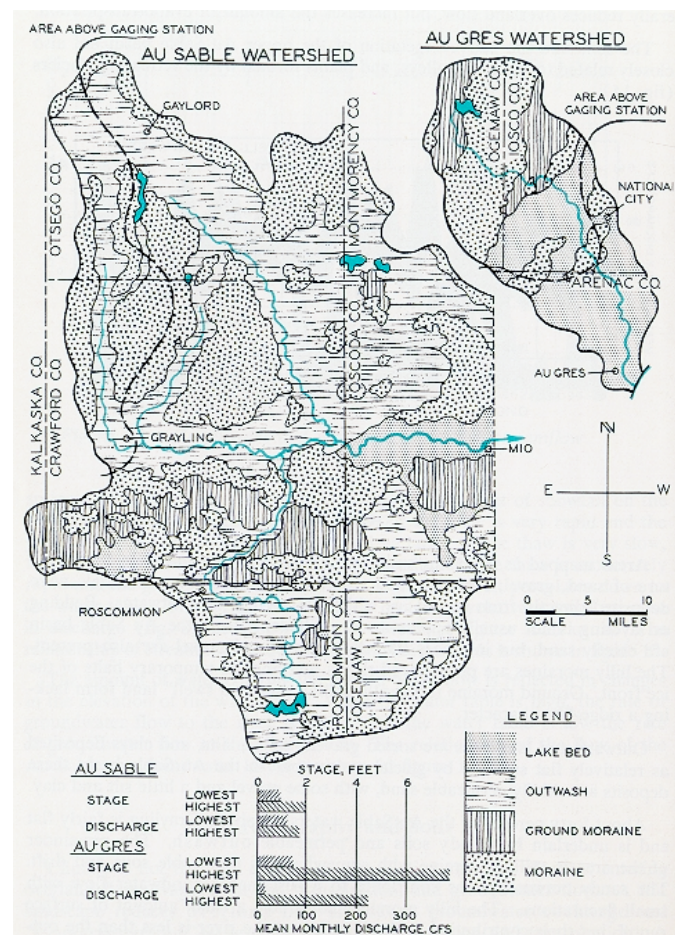 AREA ABOVE GAGING STATION
AU SABLE WATERSHED
AU GRES WATERSHED
GAYLORD
MONTMORENCY CO.
OGEMAW CO.
IOSCO CO.
AREA ABOVE
GAGING STATION
NATIONAL
CITY
OTSEGO CO.
ARENAC CO.
OSCODA CO.
KALKASKA CO.
CRAWFORD CO.
AU GRES
GRAYLING
MIO
N
E
W
S
ROSCOMMON
0 5 10
SCALE MILES
ROSCOMMON CO.
OGEMAW CO.
LEGEND
LAKE BED
OUTWASH
GROUND MORAINE
MORAINE
AU SABLE
STAGE, FEET
0 2 4 6
STAGE
LOWEST
HIGHEST
DISCHARGE
LOWEST
HIGHEST
AU GRES
STAGE
LOWEST
HIGHEST
DISCHARGE
LOWEST
HIGHEST
0 100 200 300
MEAN MONTHLY DISCHARGE, CFS